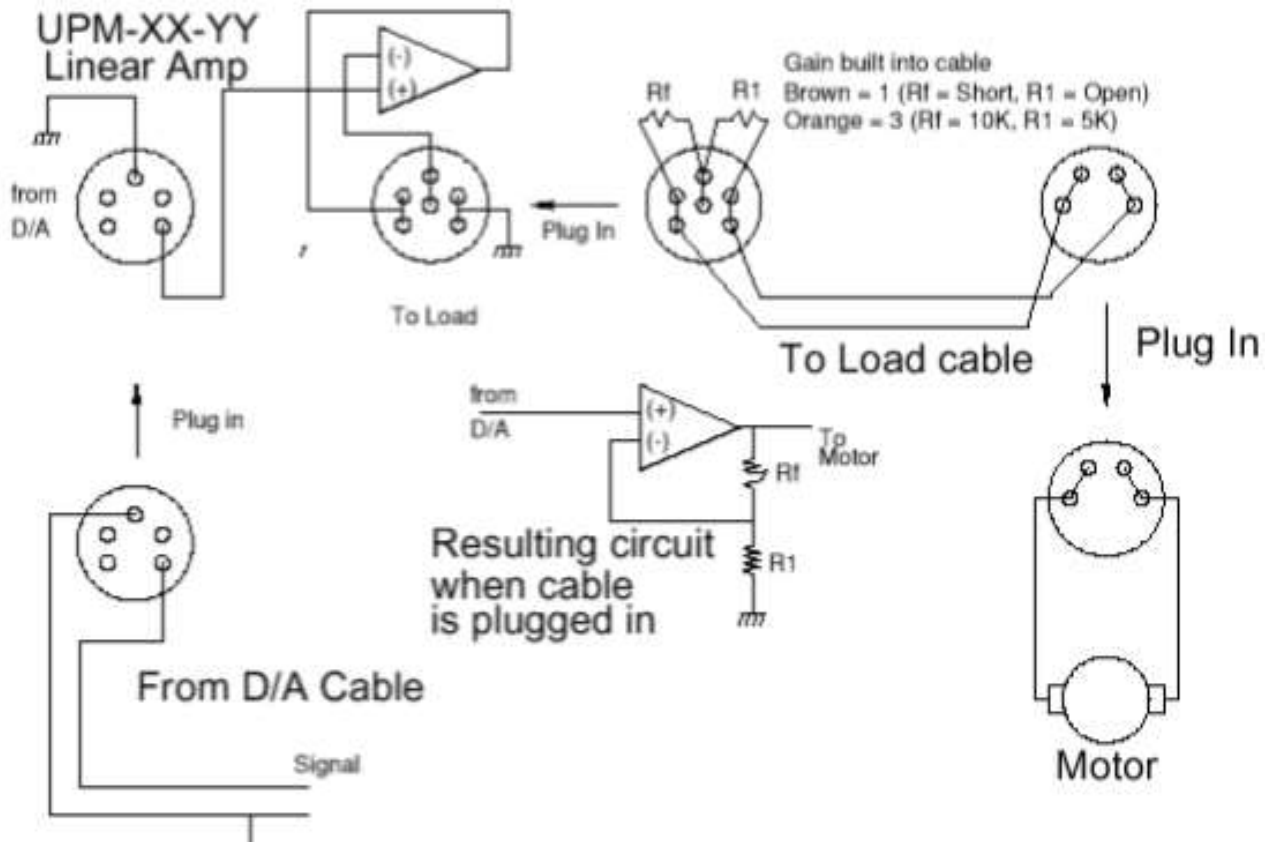 UPM-XX-YY
Linear Amp
(-)
(+)
from
D/A
To Load
Plug In
Rf
R1
Gain built into cable
Brown = 1 (Rf = Short, R1 = Open)
Orange = 3 (Rf = 10K, R1 = 5K)
To Load cable
Plug In
Plug in
from
D/A
(+)
(-)
To
Motor
Rf
R1
Resulting circuit
when cable
is plugged in
From D/A Cable
Signal
Motor